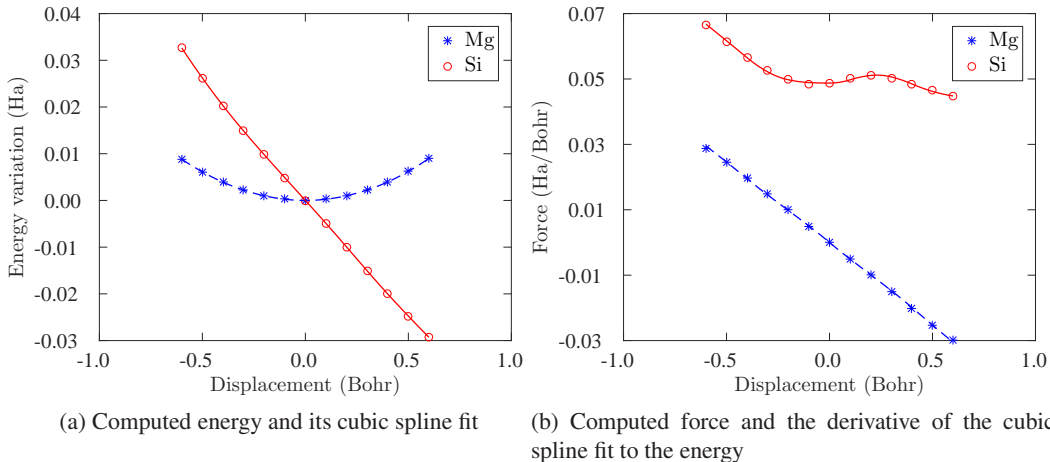 0.04
0.03
0.02
0.01
0.00
-0.01
-0.02
-0.03
-1.0 -0.5 0.0 0.5 1.0
Energy variation (Ha)
Displacement (Bohr)
Mg
Si
(a) Computed energy and its cubic spline fit
0.07
0.05
0.03
0.01
-0.01
-0.03
-1.0 -0.5 0.0 0.5 1.0
Force (Ha/Bohr)
Displacement (Bohr)
Mg
Si
(b) Computed force and the derivative of the cubic
spline fit to the energy